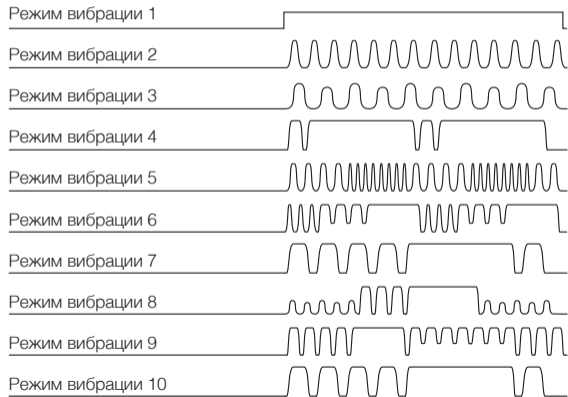 Режим вибрации 1
Режим вибрации 2
Режим вибрации 3
Режим вибрации 4
Режим вибрации 5
Режим вибрации 6
Режим вибрации 7
Режим вибрации 8
Режим вибрации 9
Режим вибрации 10